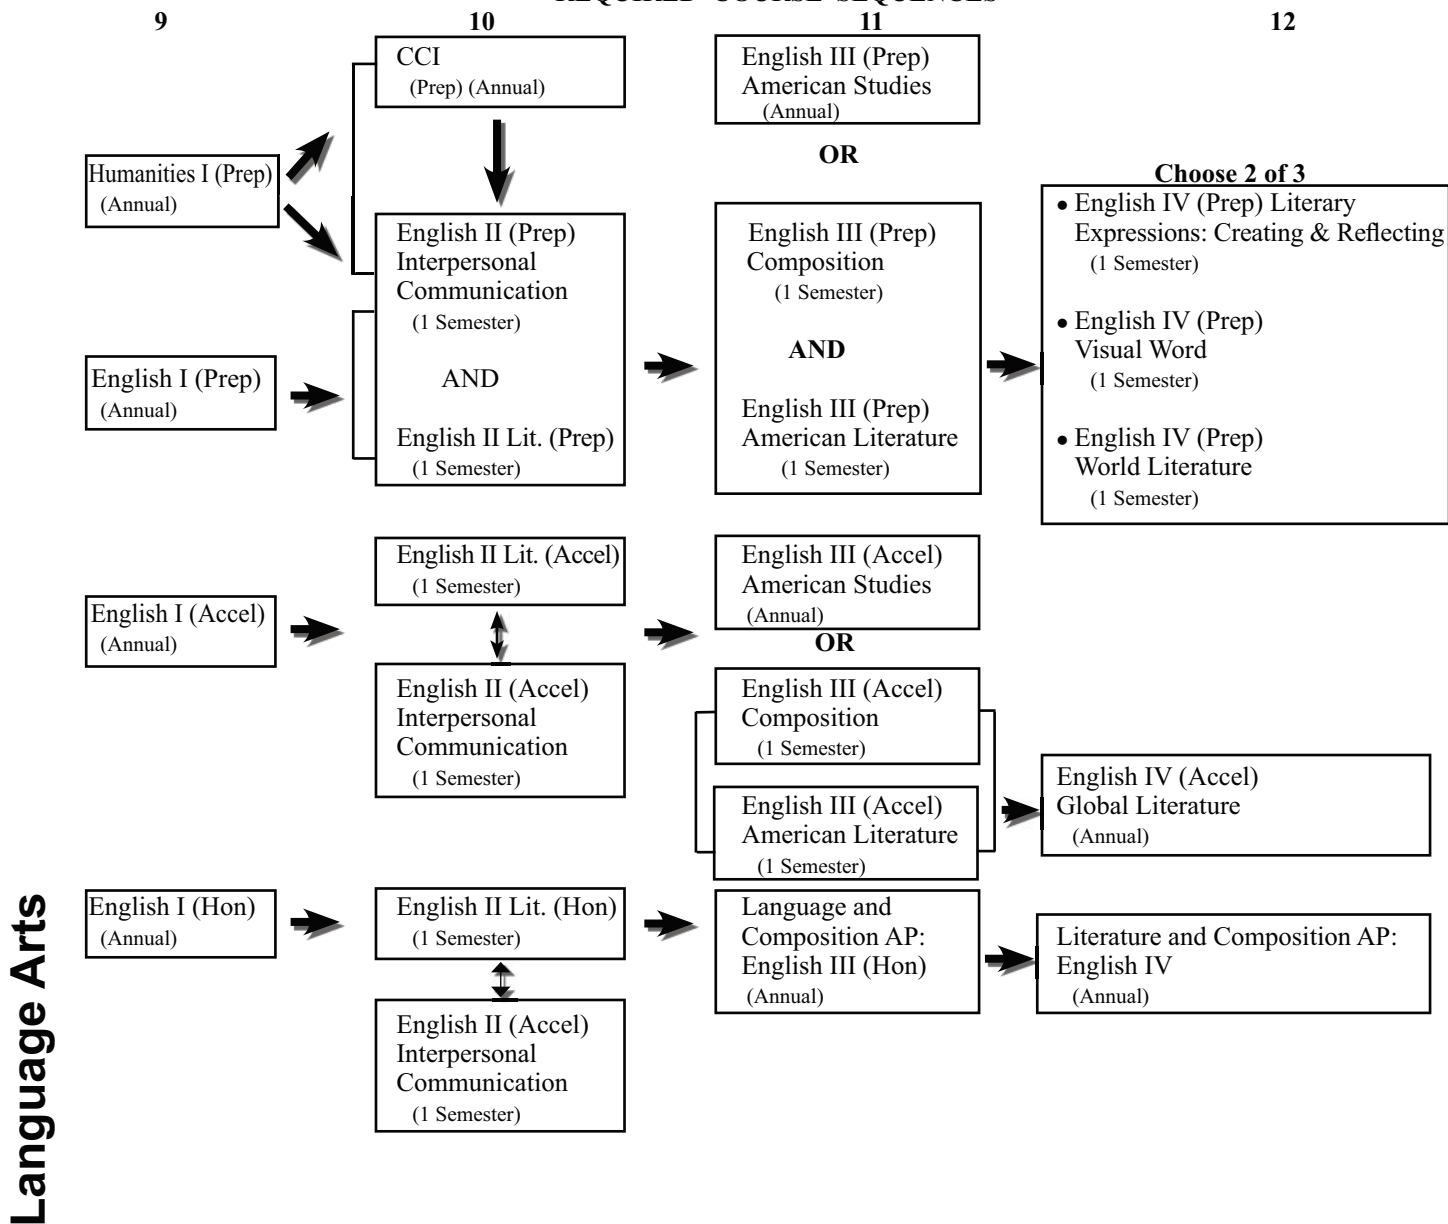 REQUIRED COURSE SEQUENCES
9
10
11
12
CCI
(Prep) (Annual)
English III (Prep)
American Studies
(Annual)
OR
Humanities I (Prep)
(Annual)
Choose 2 of 3
English II (Prep)
Interpersonal
Communication
(1 Semester)
AND
English II Lit. (Prep)
(1 Semester)
English III (Prep)
Composition
(1 Semester)
AND
English III (Prep)
American Literature
(1 Semester)
• English IV (Prep) Literary
Expressions: Creating & Reflecting
(1 Semester)
• English IV (Prep)
Visual Word
(1 Semester)
• English IV (Prep)
World Literature
(1 Semester)
English I (Prep)
(Annual)
English I (Accel)
(Annual)
English II Lit. (Accel)
(1 Semester)
English II (Accel)
Interpersonal
Communication
(1 Semester)
English III (Accel)
American Studies
(Annual)
OR
English III (Accel)
Composition
(1 Semester)
English III (Accel)
American Literature
(1 Semester)
English IV (Accel)
Global Literature
(Annual)
English I (Hon)
(Annual)
English II Lit. (Hon)
(1 Semester)
English II (Accel)
Interpersonal
Communication
(1 Semester)
Language and
Composition AP:
English III (Hon)
(Annual)
Literature and Composition AP:
English IV
(Annual)
Language Arts